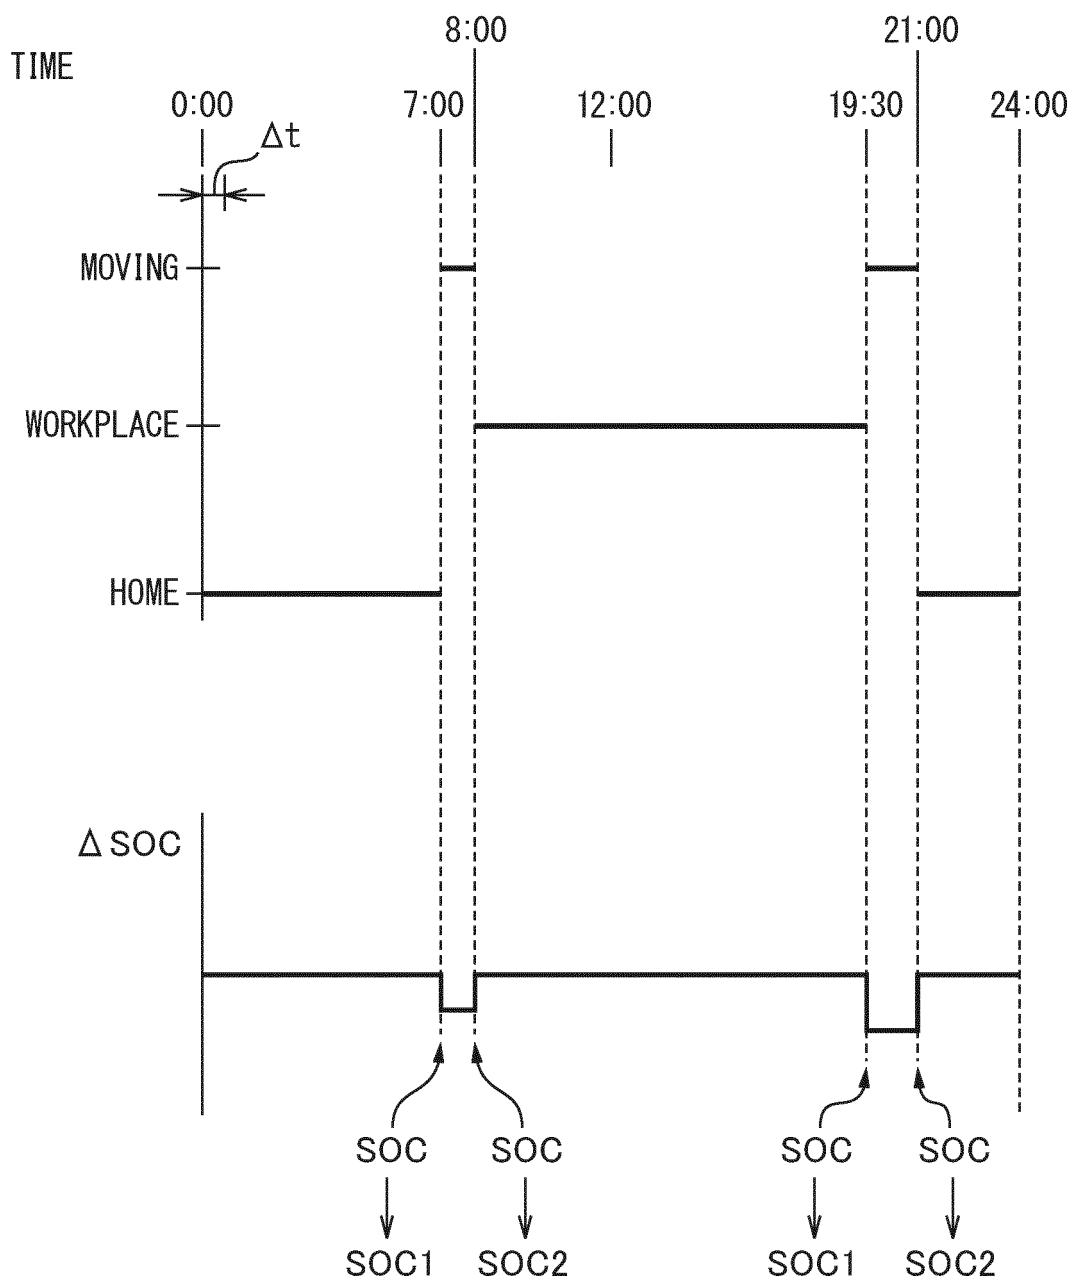 8:00 21:00
TIME
0:00 7:00 12:00 19:30 24:00
Δt
MOVING
WORKPLACE
HOME
ΔSOC
SOC SOC SOC SOC
SOC1 SOC2 SOC1 SOC2